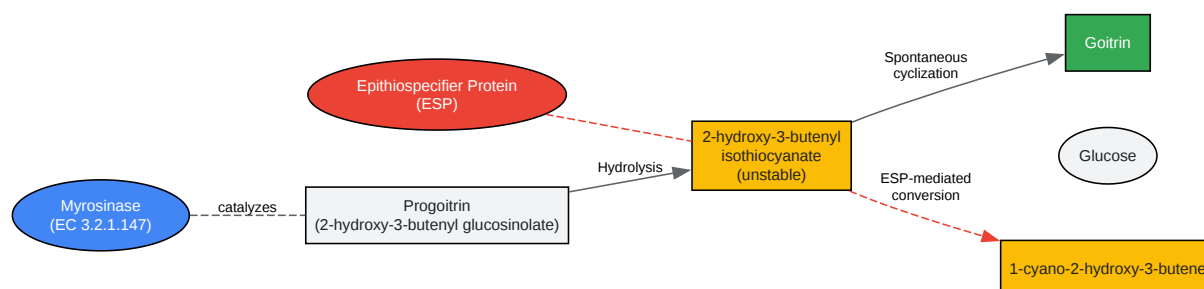 Myrosinase
(EC 3.2.1.147)
catalyzes
Epithiospecifier Protein
(ESP)
Progoitrin
(2-hydroxy-3-butenyl glucosinolate)
Hydrolysis
2-hydroxy-3-butenyl
isothiocyanate
(unstable)
Spontaneous
cyclization
ESP-mediated
conversion
Goitrin
Glucose
1-cyano-2-hydroxy-3-butene